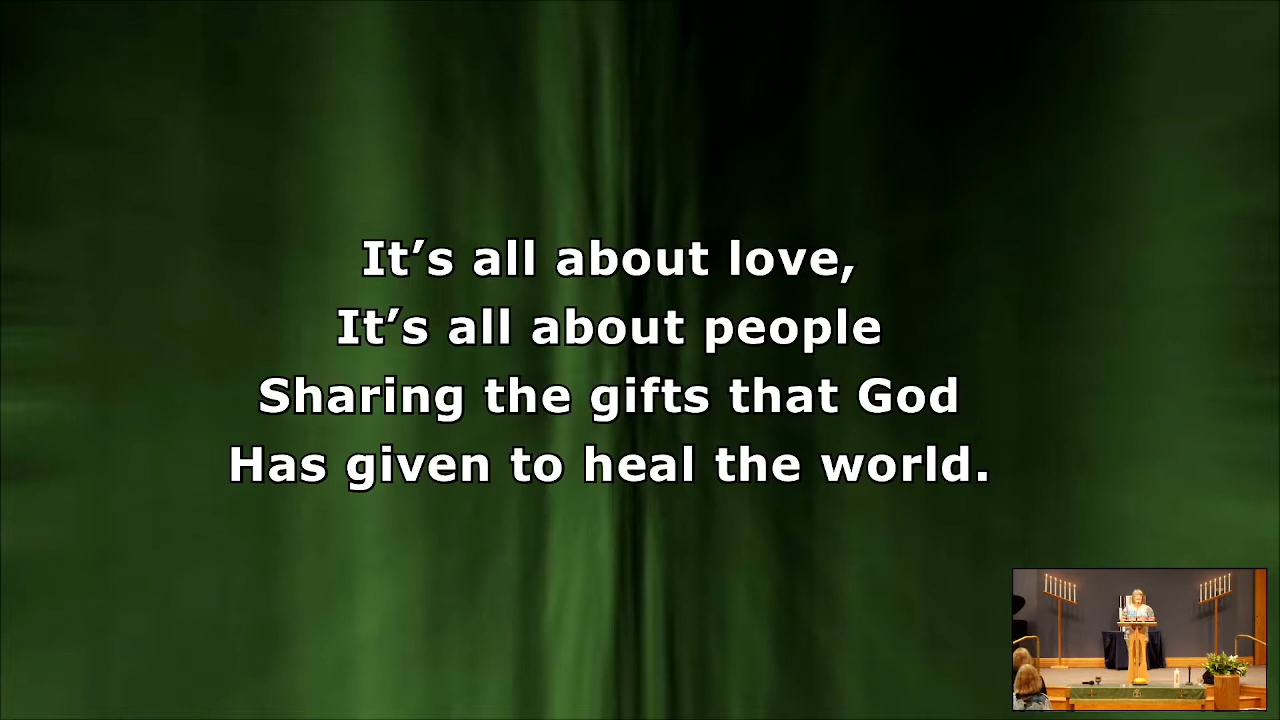 It’s all about love,
It’s all about people
Sharing the gifts that God
Has given to heal the world.